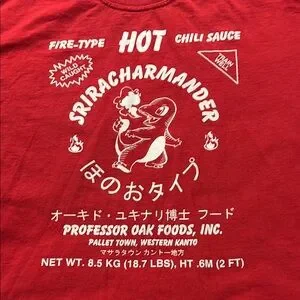 FIRE-TYPE HOT CHILI SAUCE
WILD
CAUGHT
SRIRACHARMANDER
ほのおタイプ
オーキド・ユキナリ博士 フード
PROFESSOR OAK FOODS, INC.
PALLET TOWN, WESTERN KANTO
マサラタウン カントー地方
NET WT. 8.5 KG (18.7 LBS), HT .6M (2 FT)